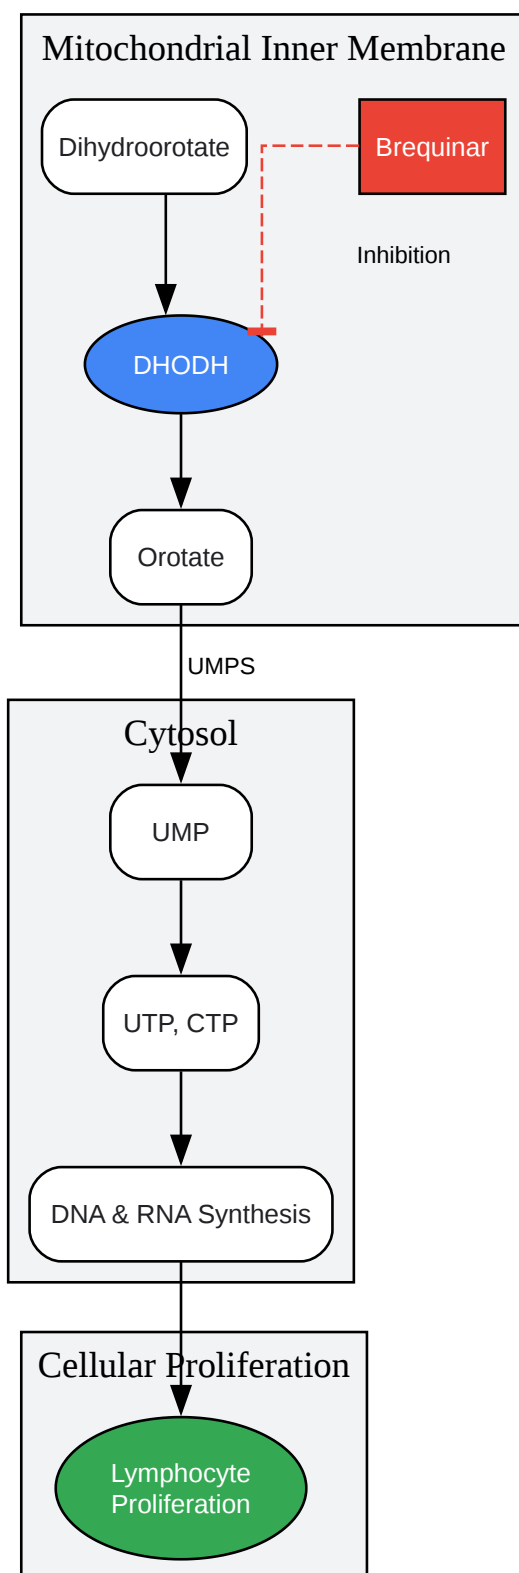 Mitochondrial Inner Membrane
Dihydroorotate
Brequinar
Inhibition
DHODH
Orotate
UMPS
Cytosol
UMP
UTP, CTP
DNA & RNA Synthesis
Cellular Proliferation
Lymphocyte
Proliferation